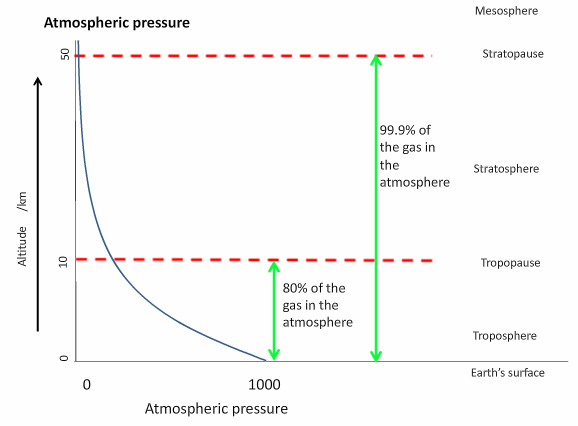 Mesosphere
Atmospheric pressure
50
Stratopause
99.9% of
the gas in
the
atmosphere
Stratosphere
Altitude /km
10
Tropopause
80% of the
gas in the
atmosphere
Troposphere
0
Earth's surface
0 1000
Atmospheric pressure